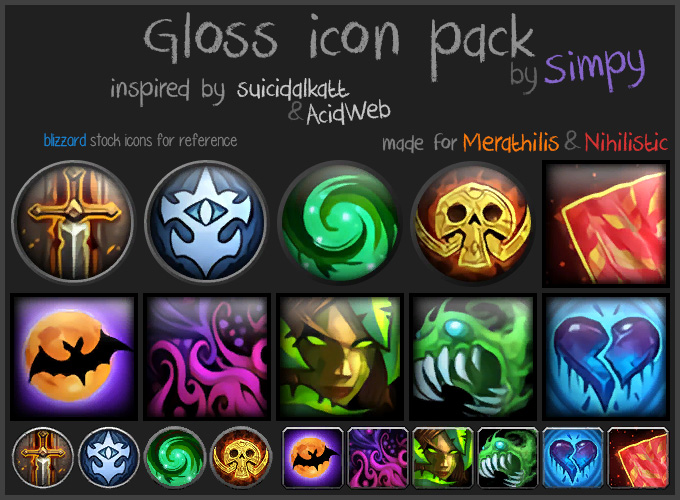 Gloss icon pack
by Simpy
inspired by suicidalkatt
& AcidWeb
blizzard stock icons for reference
made for Merathilis & Nihilistic